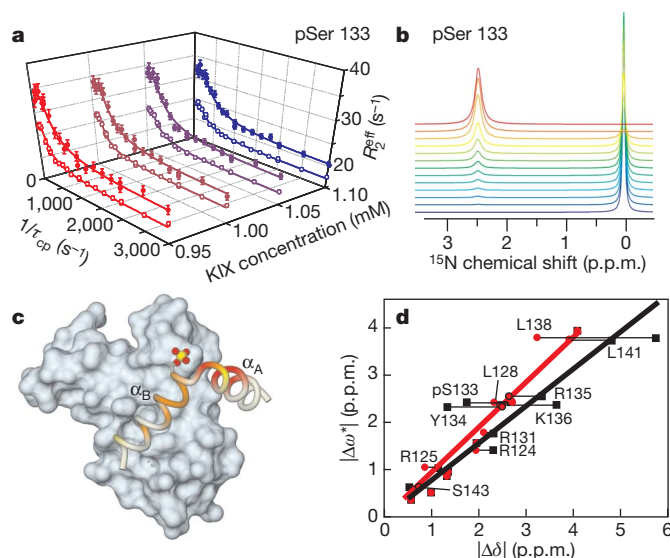 a
pSer 133
40
30
20
R2eff (s−1)
0
1,000
2,000
3,000
1/τcp (s−1)
0.95
1.00
1.05
1.10
KIX concentration (mM)
b
pSer 133
3
2
1
0
15N chemical shift (p.p.m.)
c
αA
αB
d
4
3
2
1
0
|Δω*| (p.p.m.)
L138
L141
L128
pS133
R135
Y134
K136
R131
R124
R125
S143
0
1
2
3
4
5
6
|Δδ| (p.p.m.)